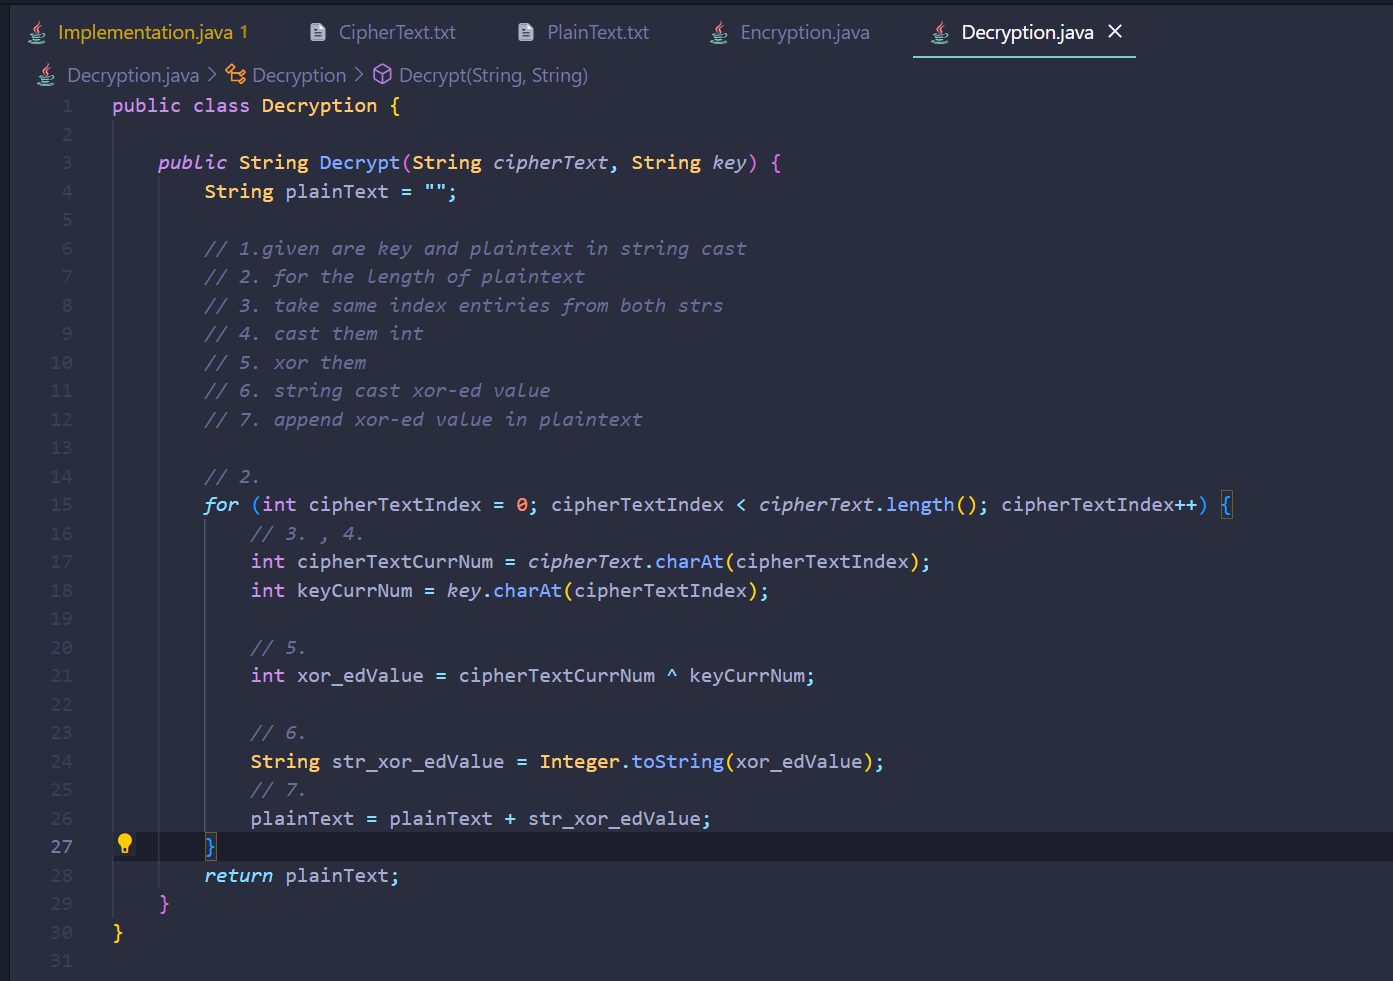 Implementation.java 1 CipherText.txt PlainText.txt Encryption.java Decryption.java
Decryption.java > Decryption > Decrypt(String, String)
1 public class Decryption {
2
3 public String Decrypt(String cipherText, String key) {
4 String plainText = "";
5
6 // 1.given are key and plaintext in string cast
7 // 2. for the length of plaintext
8 // 3. take same index entiries from both strs
9 // 4. cast them int
10 // 5. xor them
11 // 6. string cast xor-ed value
12 // 7. append xor-ed value in plaintext
13
14 // 2.
15 for (int cipherTextIndex = 0; cipherTextIndex < cipherText.length(); cipherTextIndex++) {
16 // 3. , 4.
17 int cipherTextCurrNum = cipherText.charAt(cipherTextIndex);
18 int keyCurrNum = key.charAt(cipherTextIndex);
19
20 // 5.
21 int xor_edValue = cipherTextCurrNum ^ keyCurrNum;
22
23 // 6.
24 String str_xor_edValue = Integer.toString(xor_edValue);
25 // 7.
26 plainText = plainText + str_xor_edValue;
27 }
28 return plainText;
29 }
30 }
31